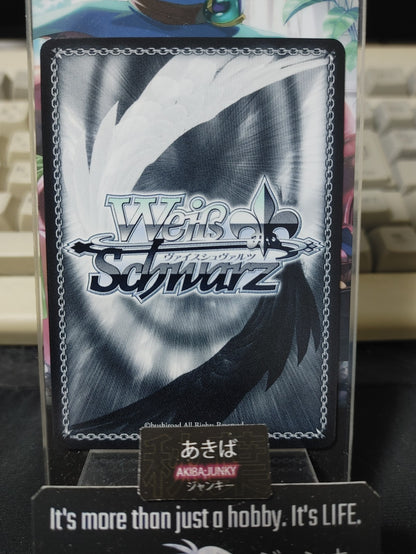 Weiß
ヴァイスシュヴァルツ
Schwarz
©bushiroad All Rights Reserved.
あきば
AKIBA-JUNKY
ジャンキー
It's more than just a hobby. It's LIFE.